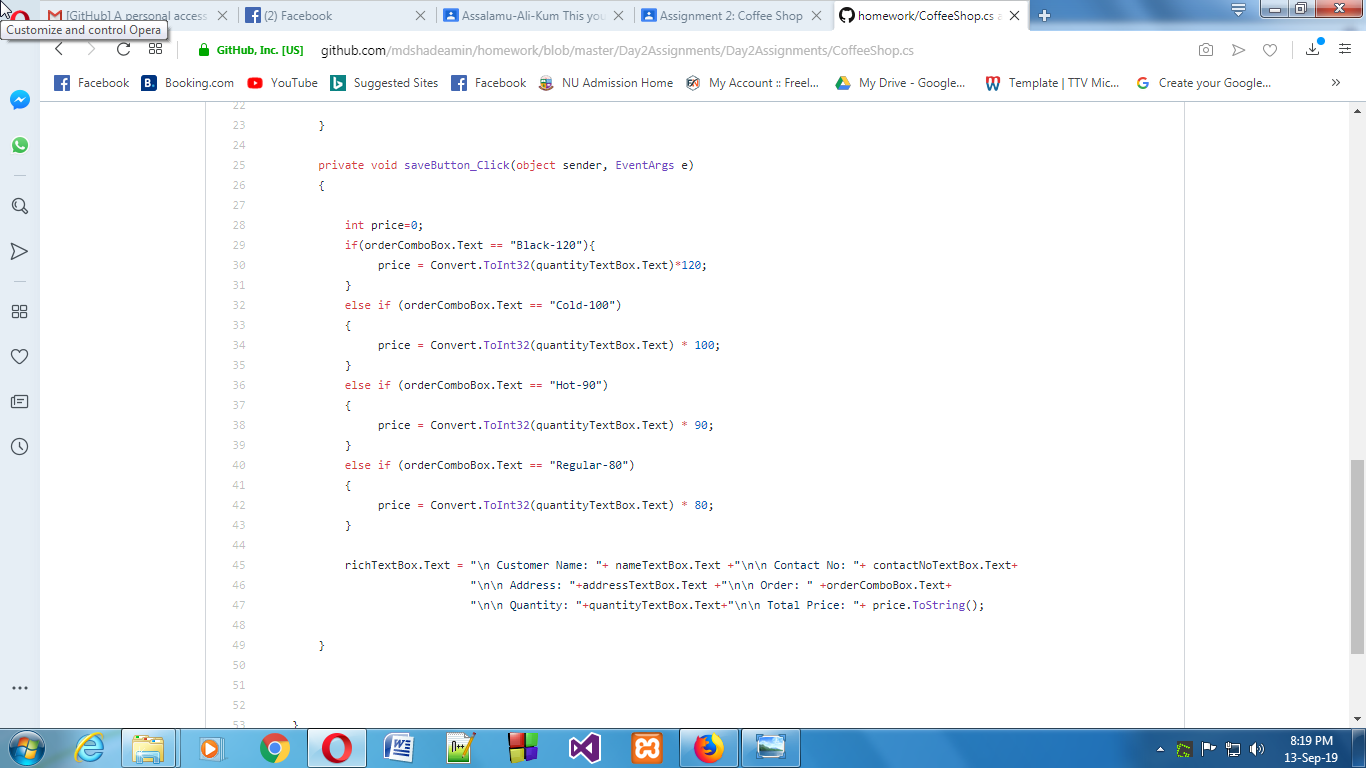 [GitHub] A personal access
(2) Facebook
Assalamu-Ali-Kum This you
Assignment 2: Coffee Shop
homework/CoffeeShop.cs a
Customize and control Opera
GitHub, Inc. [US]
github.com/mdshadeamin/homework/blob/master/Day2Assignments/Day2Assignments/CoffeeShop.cs
Facebook
Booking.com
YouTube
Suggested Sites
Facebook
NU Admission Home
My Account :: Freel...
My Drive - Google...
Template | TTV Mic...
Create your Google...
»
22
23 }
24
25 private void saveButton_Click(object sender, EventArgs e)
26 {
27
28 int price=0;
29 if(orderComboBox.Text == "Black-120"){
30 price = Convert.ToInt32(quantityTextBox.Text)*120;
31 }
32 else if (orderComboBox.Text == "Cold-100")
33 {
34 price = Convert.ToInt32(quantityTextBox.Text) * 100;
35 }
36 else if (orderComboBox.Text == "Hot-90")
37 {
38 price = Convert.ToInt32(quantityTextBox.Text) * 90;
39 }
40 else if (orderComboBox.Text == "Regular-80")
41 {
42 price = Convert.ToInt32(quantityTextBox.Text) * 80;
43 }
44
45 richTextBox.Text = "\n Customer Name: "+ nameTextBox.Text +"\n\n Contact No: "+ contactNoTextBox.Text+
46 "\n\n Address: "+addressTextBox.Text +"\n\n Order: " +orderComboBox.Text+
47 "\n\n Quantity: "+quantityTextBox.Text+"\n\n Total Price: "+ price.ToString();
48
49 }
50
51
52
53 }
8:19 PM
13-Sep-19